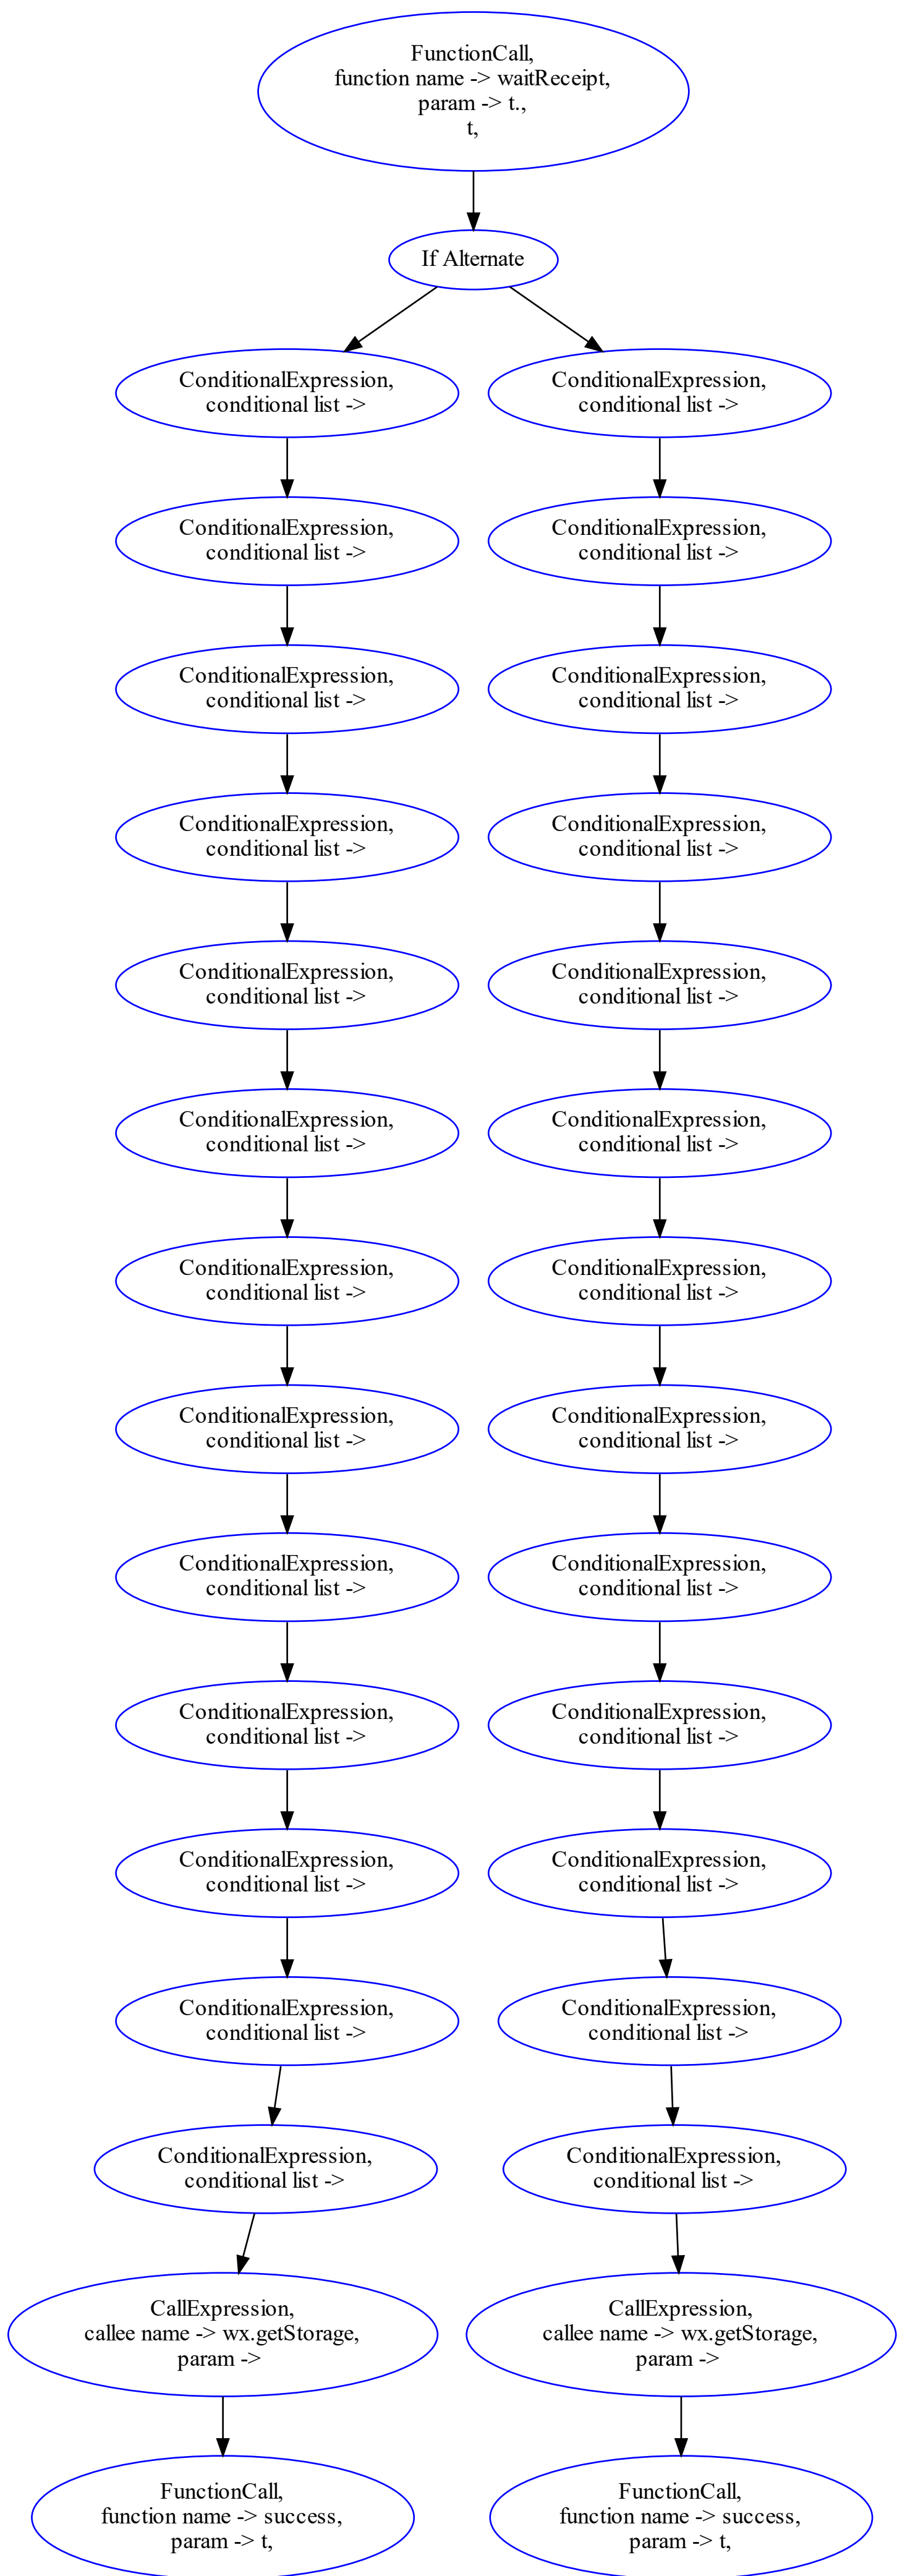 FunctionCall,
function name -> waitReceipt,
param -> t.,
t,
If Alternate
ConditionalExpression,
conditional list ->
ConditionalExpression,
conditional list ->
ConditionalExpression,
conditional list ->
ConditionalExpression,
conditional list ->
ConditionalExpression,
conditional list ->
ConditionalExpression,
conditional list ->
ConditionalExpression,
conditional list ->
ConditionalExpression,
conditional list ->
ConditionalExpression,
conditional list ->
ConditionalExpression,
conditional list ->
ConditionalExpression,
conditional list ->
ConditionalExpression,
conditional list ->
ConditionalExpression,
conditional list ->
ConditionalExpression,
conditional list ->
ConditionalExpression,
conditional list ->
ConditionalExpression,
conditional list ->
ConditionalExpression,
conditional list ->
ConditionalExpression,
conditional list ->
ConditionalExpression,
conditional list ->
ConditionalExpression,
conditional list ->
ConditionalExpression,
conditional list ->
ConditionalExpression,
conditional list ->
ConditionalExpression,
conditional list ->
ConditionalExpression,
conditional list ->
ConditionalExpression,
conditional list ->
ConditionalExpression,
conditional list ->
CallExpression,
callee name -> wx.getStorage,
param ->
CallExpression,
callee name -> wx.getStorage,
param ->
FunctionCall,
function name -> success,
param -> t,
FunctionCall,
function name -> success,
param -> t,